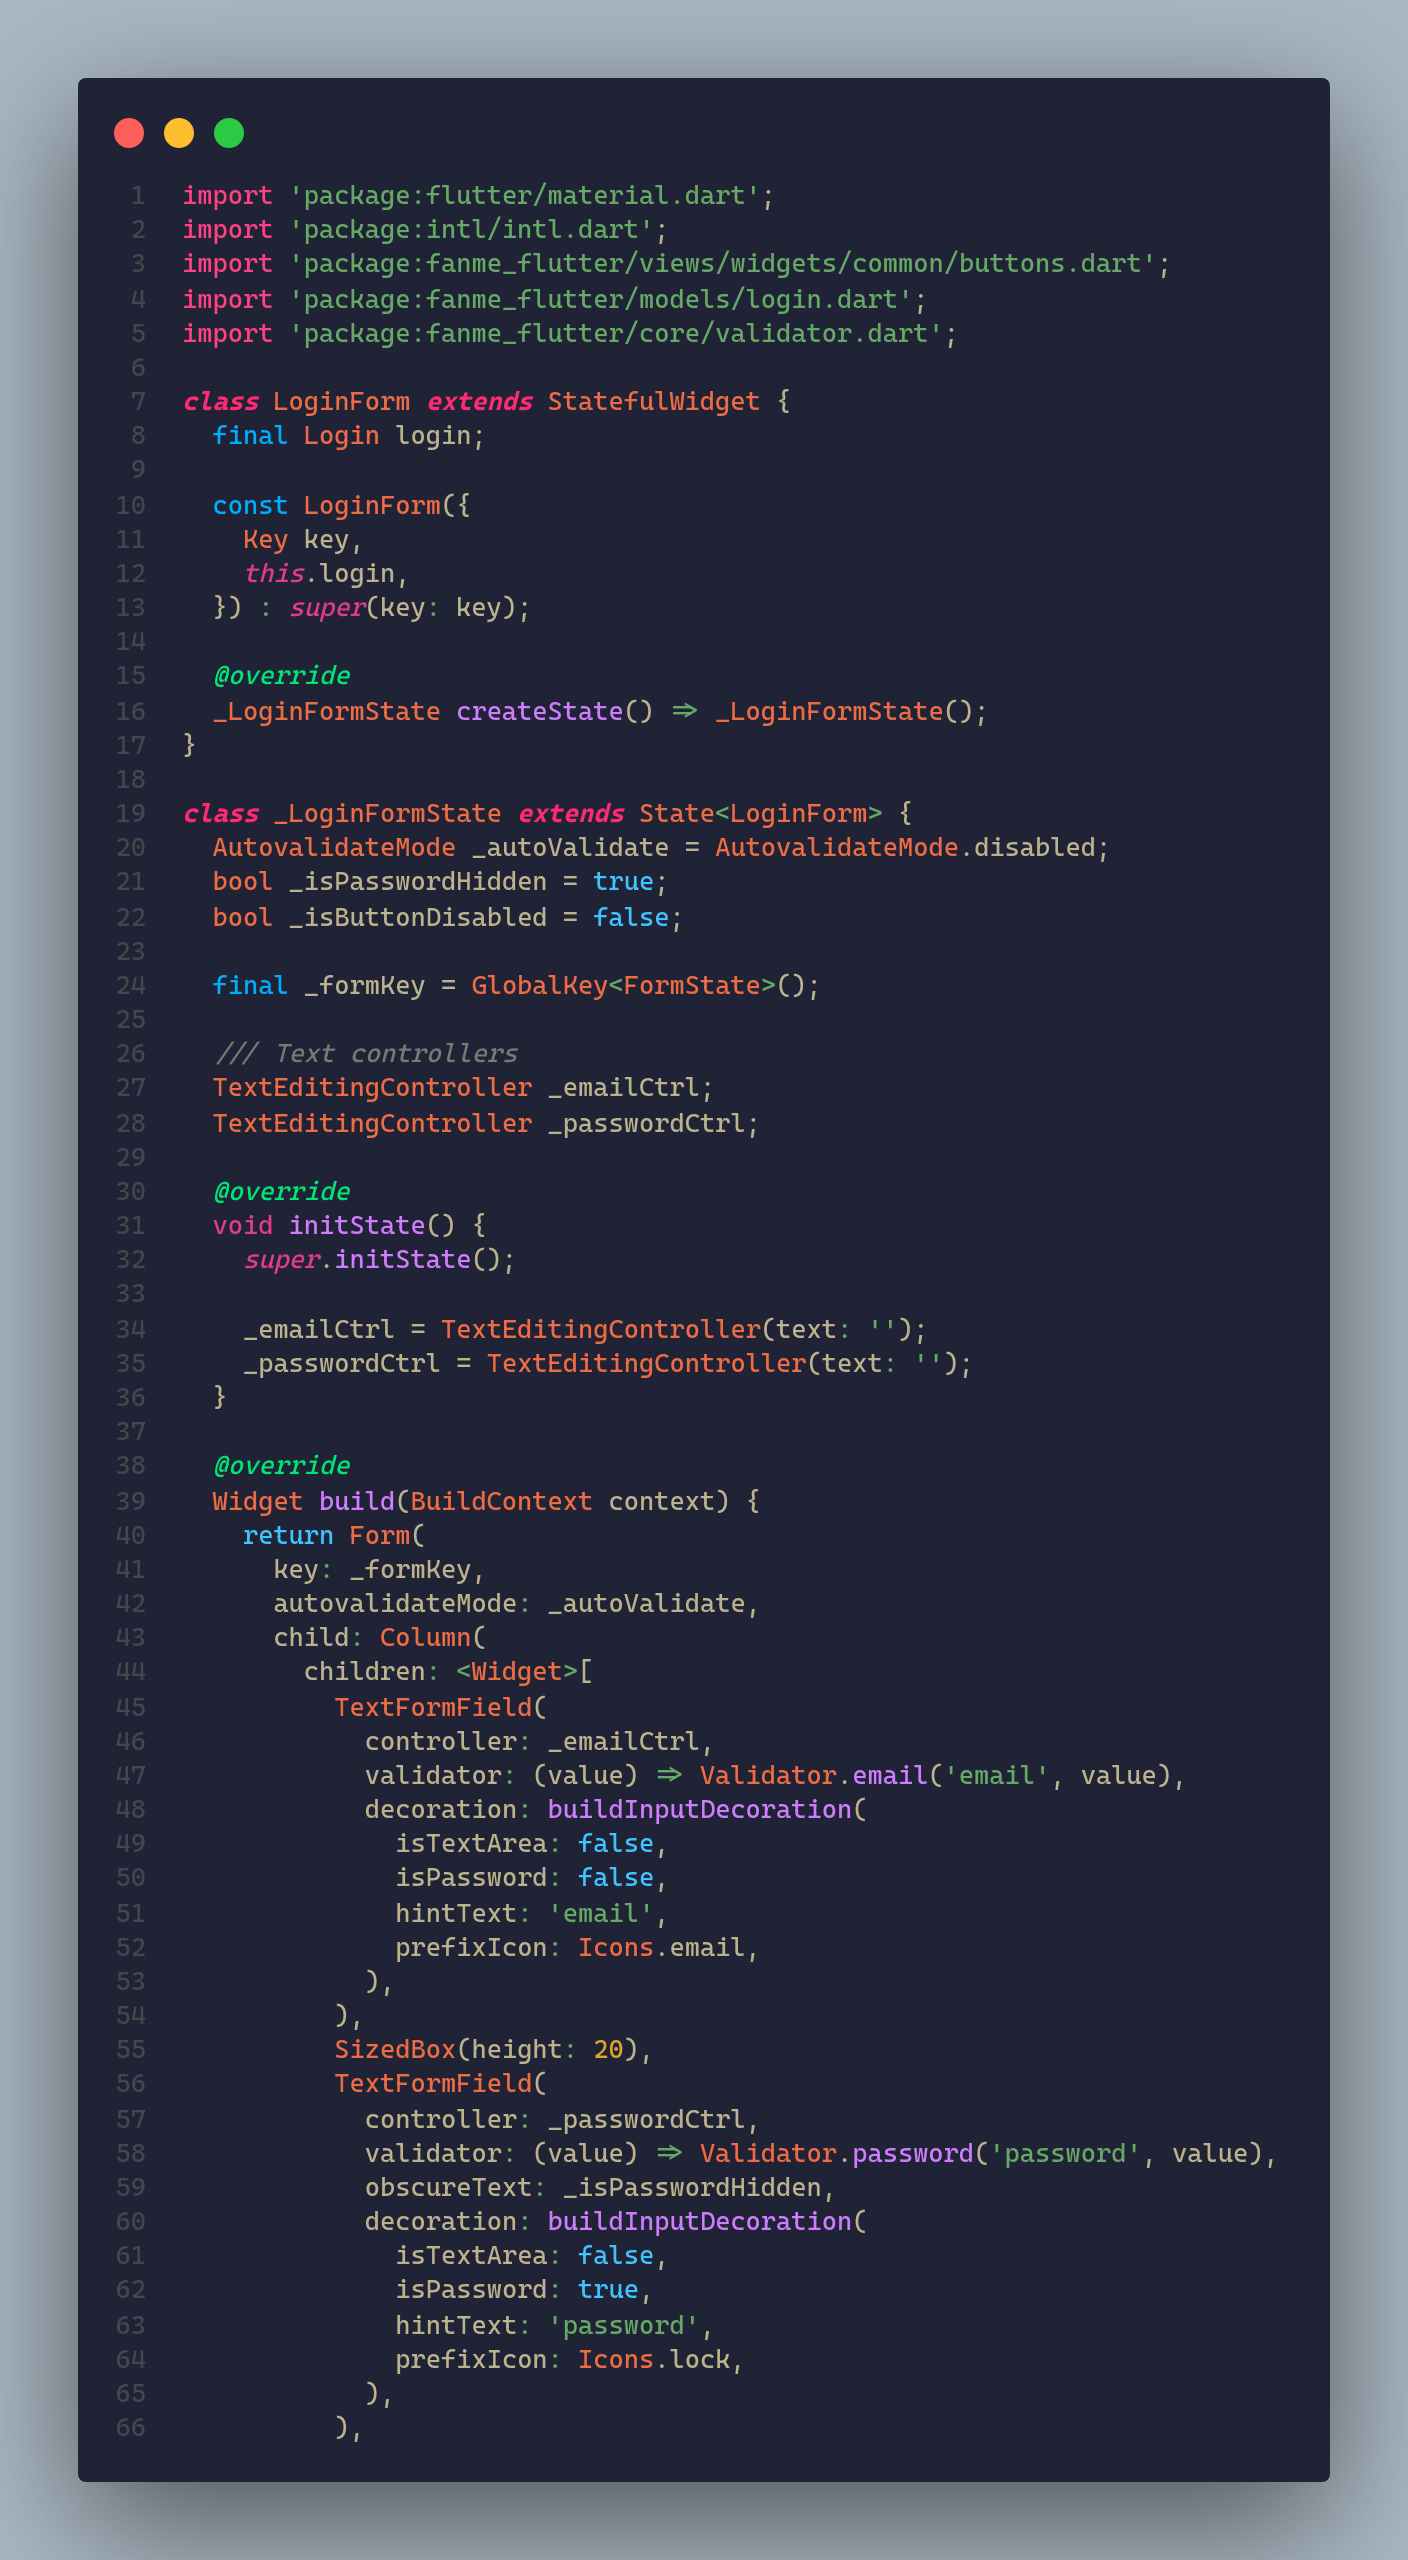 1 import 'package:flutter/material.dart';
2 import 'package:intl/intl.dart';
3 import 'package:fanme_flutter/views/widgets/common/buttons.dart';
4 import 'package:fanme_flutter/models/login.dart';
5 import 'package:fanme_flutter/core/validator.dart';
6
7 class LoginForm extends StatefulWidget {
8   final Login login;
9
10   const LoginForm({
11     Key key,
12     this.login,
13   }) : super(key: key);
14
15   @override
16   _LoginFormState createState() => _LoginFormState();
17 }
18
19 class _LoginFormState extends State<LoginForm> {
20   AutovalidateMode _autoValidate = AutovalidateMode.disabled;
21   bool _isPasswordHidden = true;
22   bool _isButtonDisabled = false;
23
24   final _formKey = GlobalKey<FormState>();
25
26   /// Text controllers
27   TextEditingController _emailCtrl;
28   TextEditingController _passwordCtrl;
29
30   @override
31   void initState() {
32     super.initState();
33
34     _emailCtrl = TextEditingController(text: '');
35     _passwordCtrl = TextEditingController(text: '');
36   }
37
38   @override
39   Widget build(BuildContext context) {
40     return Form(
41       key: _formKey,
42       autovalidateMode: _autoValidate,
43       child: Column(
44         children: <Widget>[
45           TextFormField(
46             controller: _emailCtrl,
47             validator: (value) => Validator.email('email', value),
48             decoration: buildInputDecoration(
49               isTextArea: false,
50               isPassword: false,
51               hintText: 'email',
52               prefixIcon: Icons.email,
53             ),
54           ),
55           SizedBox(height: 20),
56           TextFormField(
57             controller: _passwordCtrl,
58             validator: (value) => Validator.password('password', value),
59             obscureText: _isPasswordHidden,
60             decoration: buildInputDecoration(
61               isTextArea: false,
62               isPassword: true,
63               hintText: 'password',
64               prefixIcon: Icons.lock,
65             ),
66           ),